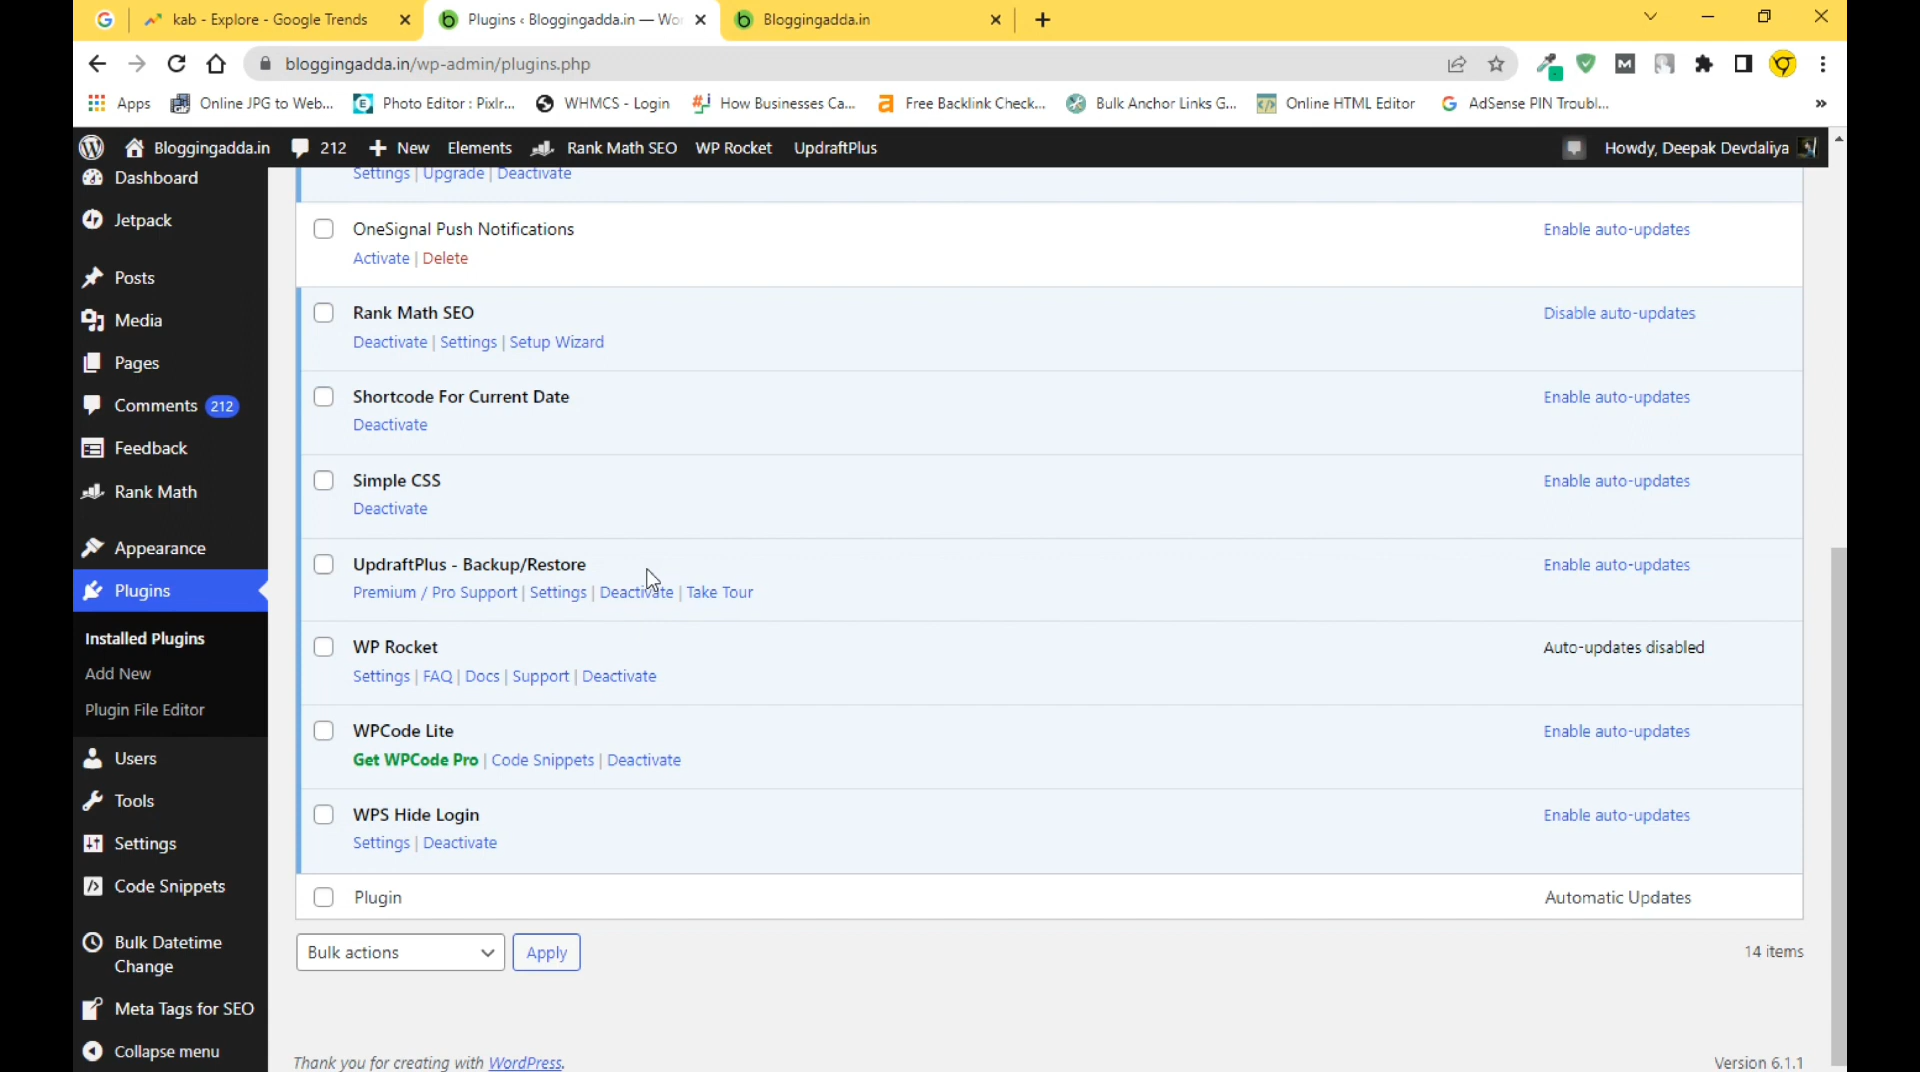 kab - Explore - Google Trends
Plugins ‹ Bloggingadda.in — Wor
Bloggingadda.in
bloggingadda.in/wp-admin/plugins.php
Apps
Online JPG to Web...
Photo Editor : Pixlr...
WHMCS - Login
How Businesses Ca...
Free Backlink Check...
Bulk Anchor Links G...
Online HTML Editor
AdSense PIN Troubl...
»
Bloggingadda.in
212
New
Elements
Rank Math SEO
WP Rocket
UpdraftPlus
Howdy, Deepak Devdaliya
Dashboard
Jetpack
Posts
Media
Pages
Comments 212
Feedback
Rank Math
Appearance
Plugins
Installed Plugins
Add New
Plugin File Editor
Users
Tools
Settings
Code Snippets
Bulk Datetime
Change
Meta Tags for SEO
Collapse menu
Settings | Upgrade | Deactivate
OneSignal Push Notifications
Enable auto-updates
Activate | Delete
Rank Math SEO
Disable auto-updates
Deactivate | Settings | Setup Wizard
Shortcode For Current Date
Enable auto-updates
Deactivate
Simple CSS
Enable auto-updates
Deactivate
UpdraftPlus - Backup/Restore
Enable auto-updates
Premium / Pro Support | Settings | Deactivate | Take Tour
WP Rocket
Auto-updates disabled
Settings | FAQ | Docs | Support | Deactivate
WPCode Lite
Enable auto-updates
Get WPCode Pro | Code Snippets | Deactivate
WPS Hide Login
Enable auto-updates
Settings | Deactivate
Plugin
Automatic Updates
Bulk actions
Apply
14 items
Thank you for creating with WordPress.
Version 6.1.1